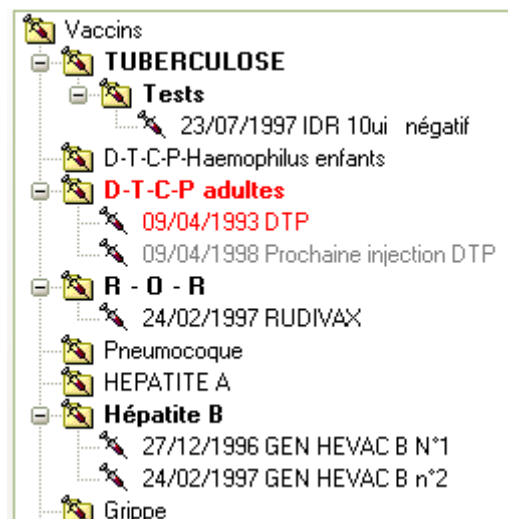 Vaccins
TUBERCULOSE
Tests
23/07/1997 IDR 10ui négatif
D-T-C-P-Haemophilus enfants
D-T-C-P adultes
09/04/1993 DTP
09/04/1998 Prochaine injection DTP
R - O - R
24/02/1997 RUDIVAX
Pneumocoque
HEPATITE A
Hépatite B
27/12/1996 GEN HEVAC B N°1
24/02/1997 GEN HEVAC B n°2
Grippe